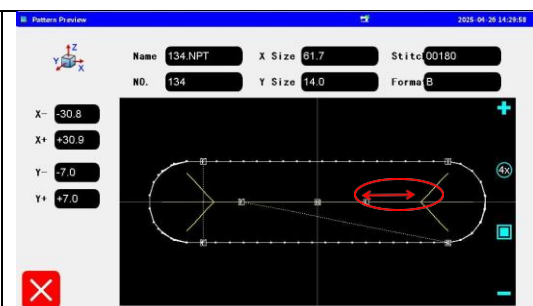 Pattern Preview
2025-04-26 14:29:58
Z
Y
X
Name 134.NPT X Size 61.7 Stitc 00180
NO. 134 Y Size 14.0 Forma B
X- -30.8
X+ +30.9
Y- -7.0
Y+ +7.0
4x